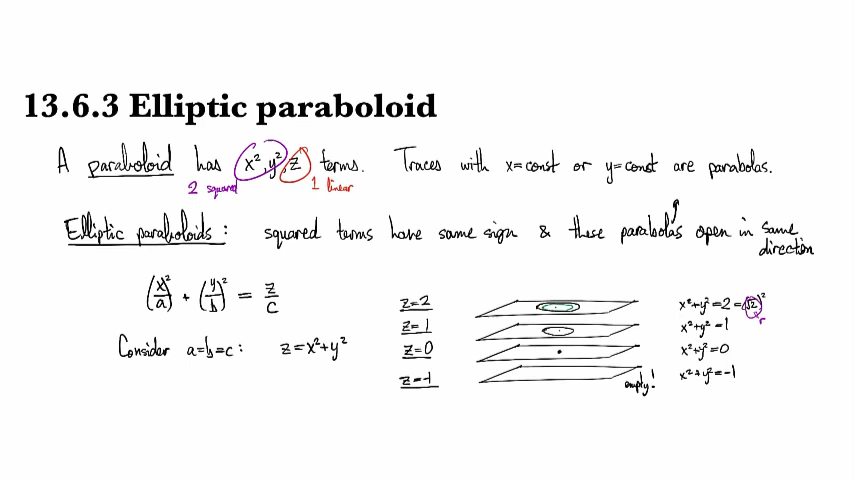 13.6.3 Elliptic paraboloid
A paraboloid has x², y², z terms. Traces with x=const or y=const are parabolas.
2 squared 1 linear
Elliptic paraboloids: squared terms have same sign & these parabolas open in same direction
(x/a)² + (y/b)² = z/c
Consider a=b=c: z=x²+y²
z=2 x²+y²=2=(√2)²
r
z=1 x²+y²=1
z=0 x²+y²=0
z=-1 empty! x²+y²=-1